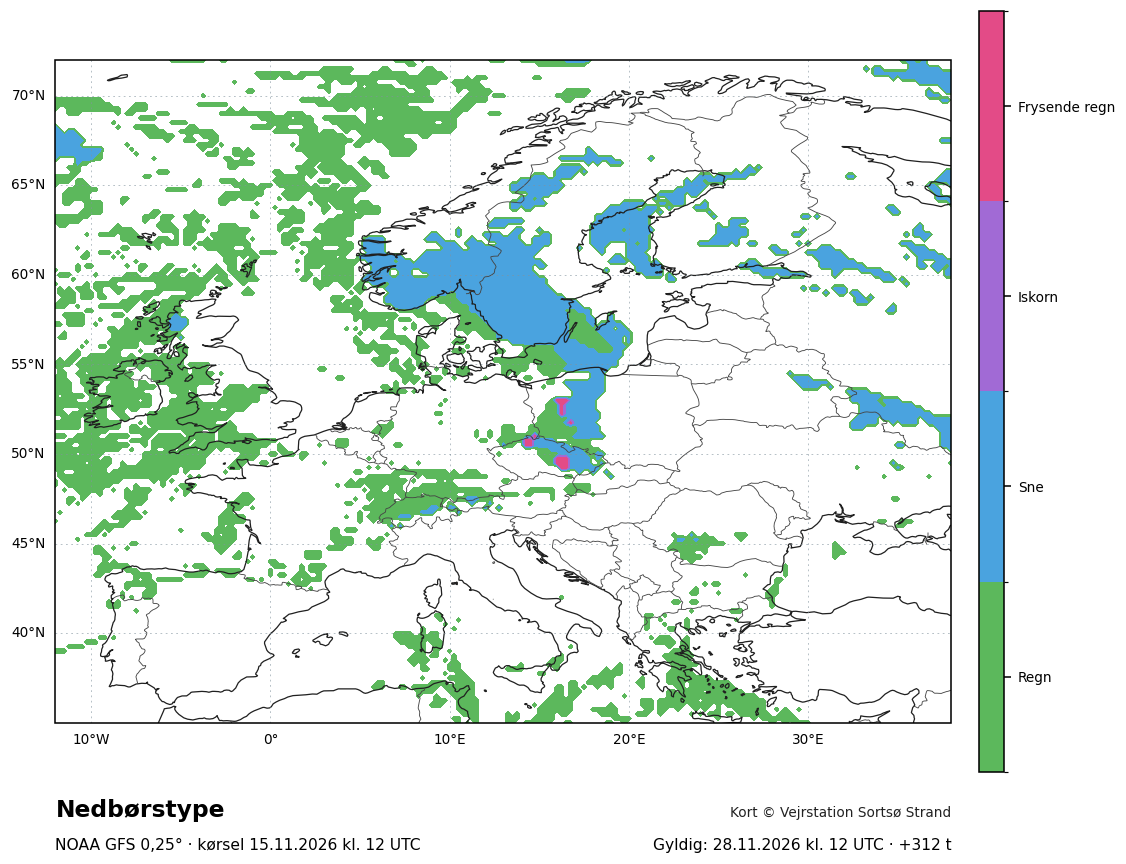 70°N
65°N
60°N
55°N
50°N
45°N
40°N
10°W
0°
10°E
20°E
30°E
Frysende regn
Iskorn
Sne
Regn
Nedbørstype
Kort © Vejrstation Sortsø Strand
NOAA GFS 0,25° · kørsel 15.11.2026 kl. 12 UTC
Gyldig: 28.11.2026 kl. 12 UTC · +312 t